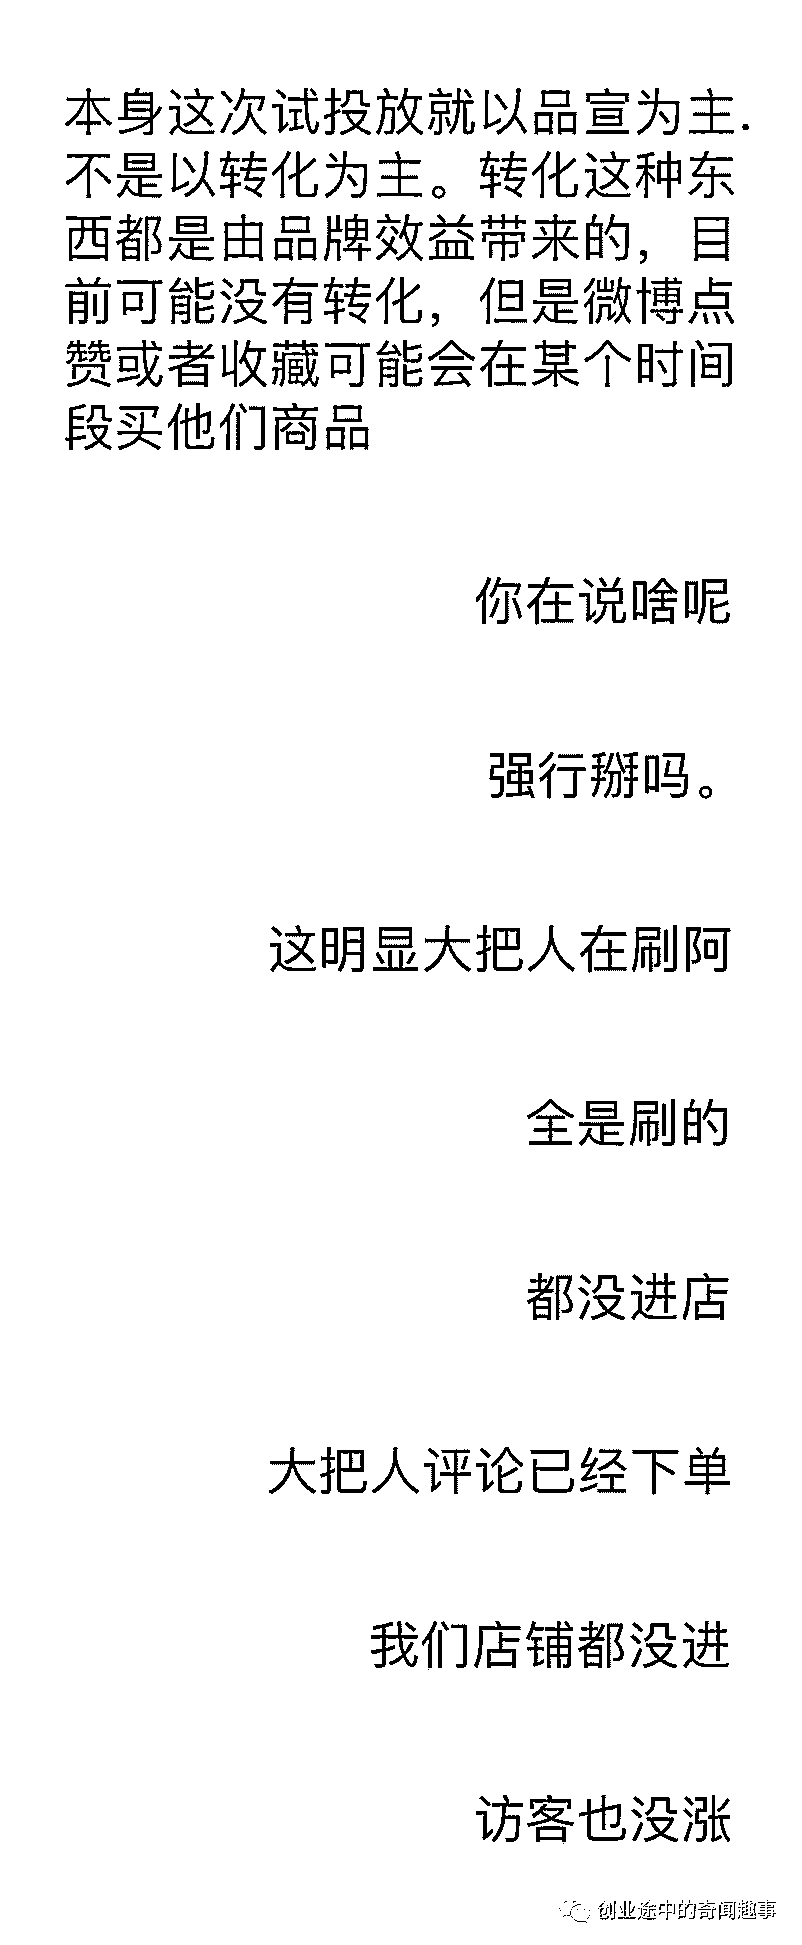 本身这次试投放就以品宣为主.
不是以转化为主。转化这种东
西都是由品牌效益带来的，目
前可能没有转化，但是微博点
赞或者收藏可能会在某个时间
段买他们商品
你在说啥呢
强行掰吗。
这明显大把人在刷阿
全是刷的
都没进店
大把人评论已经下单
我们店铺都没进
访客也没涨
创业途中的奇闻趣事